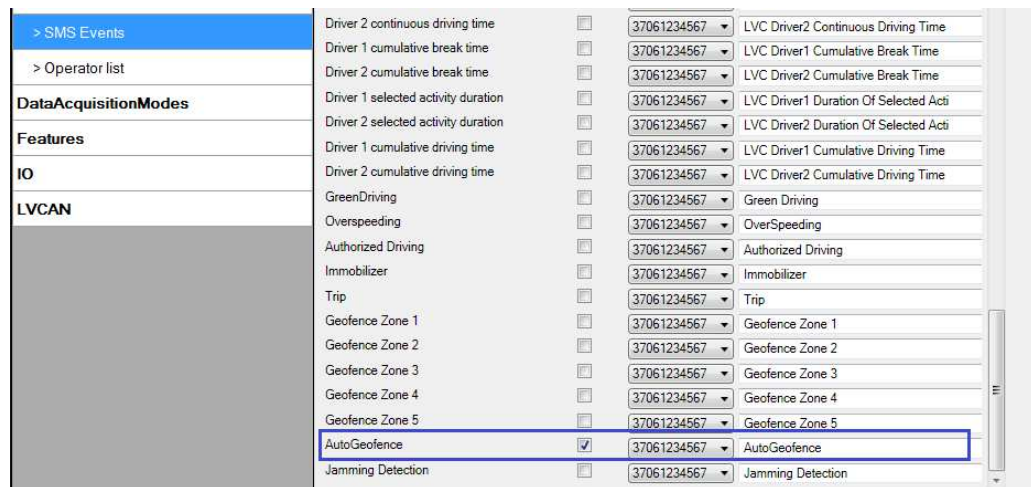 > SMS Events
> Operator list
DataAcquisitionModes
Features
IO
LVCAN
Driver 2 continuous driving time 37061234567 LVC Driver2 Continuous Driving Time
Driver 1 cumulative break time 37061234567 LVC Driver1 Cumulative Break Time
Driver 2 cumulative break time 37061234567 LVC Driver2 Cumulative Break Time
Driver 1 selected activity duration 37061234567 LVC Driver1 Duration Of Selected Acti
Driver 2 selected activity duration 37061234567 LVC Driver2 Duration Of Selected Acti
Driver 1 cumulative driving time 37061234567 LVC Driver1 Cumulative Driving Time
Driver 2 cumulative driving time 37061234567 LVC Driver2 Cumulative Driving Time
GreenDriving 37061234567 Green Driving
Overspeeding 37061234567 OverSpeeding
Authorized Driving 37061234567 Authorized Driving
Immobilizer 37061234567 Immobilizer
Trip 37061234567 Trip
Geofence Zone 1 37061234567 Geofence Zone 1
Geofence Zone 2 37061234567 Geofence Zone 2
Geofence Zone 3 37061234567 Geofence Zone 3
Geofence Zone 4 37061234567 Geofence Zone 4
Geofence Zone 5 37061234567 Geofence Zone 5
AutoGeofence 37061234567 AutoGeofence
Jamming Detection 37061234567 Jamming Detection